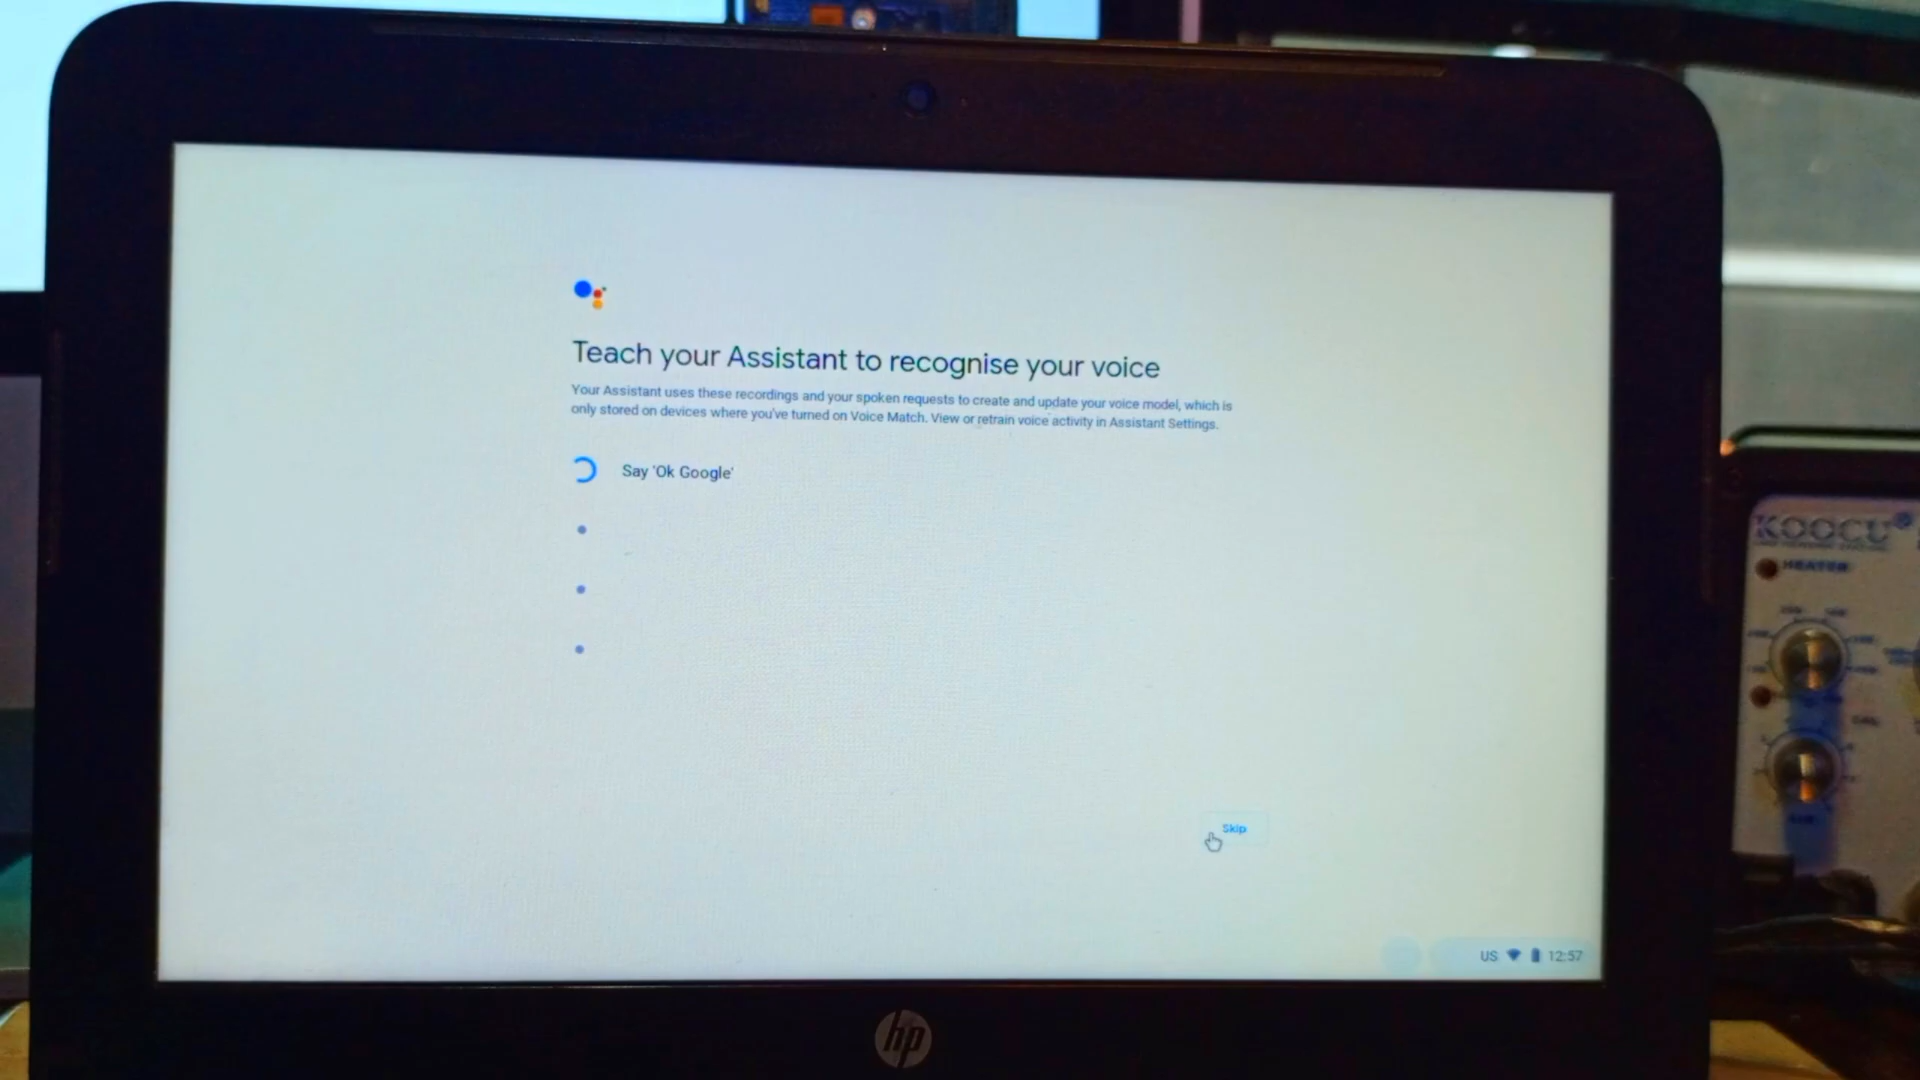 Teach your Assistant to recognise your voice
Your Assistant uses these recordings and your spoken requests to create and update your voice model, which is
only stored on devices where you've turned on Voice Match. View or retrain voice activity in Assistant Settings.
Say 'Ok Google'
Skip
US 12:57
hp
KOOCU
HEATER